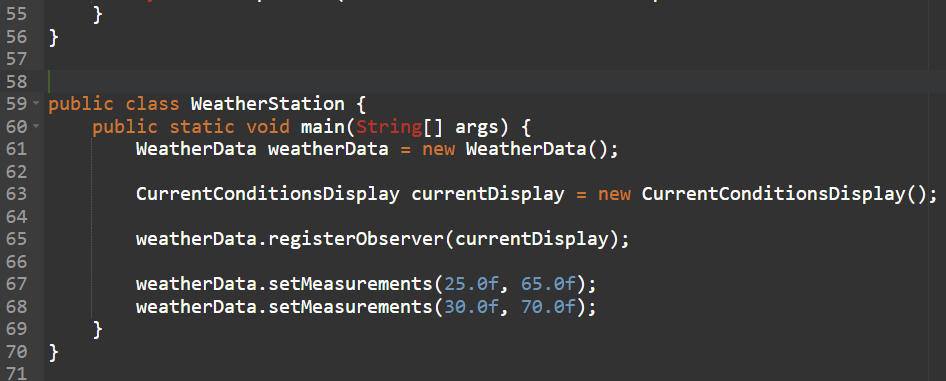 55     }
56 }
57
58
59 public class WeatherStation {
60     public static void main(String[] args) {
61         WeatherData weatherData = new WeatherData();
62
63         CurrentConditionsDisplay currentDisplay = new CurrentConditionsDisplay();
64
65         weatherData.registerObserver(currentDisplay);
66
67         weatherData.setMeasurements(25.0f, 65.0f);
68         weatherData.setMeasurements(30.0f, 70.0f);
69     }
70 }
71